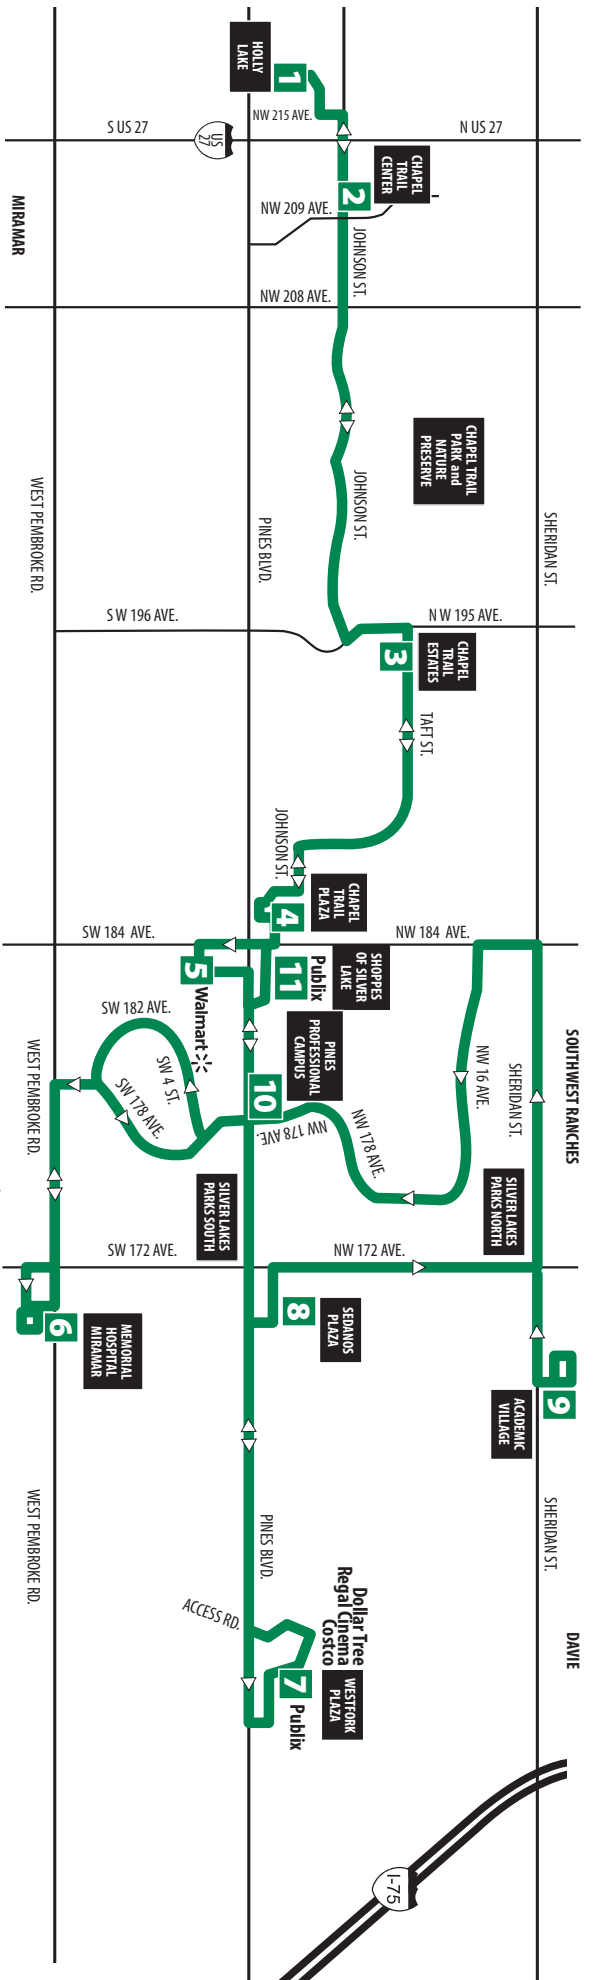 HOLLY
LAKE
1
NW 215 AVE.
S US 27
US
27
N US 27
CHAPEL
TRAIL
CENTER
2
MIRAMAR
NW 209 AVE.
JOHNSON ST.
NW 208 AVE.
CHAPEL TRAIL
PARK and
NATURE
PRESERVE
WEST PEMBROKE RD.
PINES BLVD.
JOHNSON ST.
SHERIDAN ST.
SW 196 AVE.
NW 195 AVE.
3
CHAPEL
TRAIL
ESTATES
TAFT ST.
JOHNSON ST.
CHAPEL
TRAIL
PLAZA
4
SW 184 AVE.
NW 184 AVE.
5
Walmart
11
Publix
SHOPPES
OF SILVER
LAKE
SW 182 AVE.
SW 4 ST.
SW 178 AVE.
WEST PEMBROKE RD.
PINES
PROFESSIONAL
CAMPUS
10
NW 178 AVE.
NW 178 AVE.
NW 16 AVE.
SHERIDAN ST.
SOUTHWEST RANCHES
SILVER LAKES
PARKS SOUTH
SILVER LAKES
PARKS NORTH
SW 172 AVE.
NW 172 AVE.
6
MEMORIAL
HOSPITAL
MIRAMAR
8
SEDANOS
PLAZA
9
ACADEMIC
VILLAGE
WEST PEMBROKE RD.
PINES BLVD.
SHERIDAN ST.
ACCESS RD.
Dollar Tree
Regal Cinema
Costco
7
Publix
WESTFORK
PLAZA
DAVIE
I-75